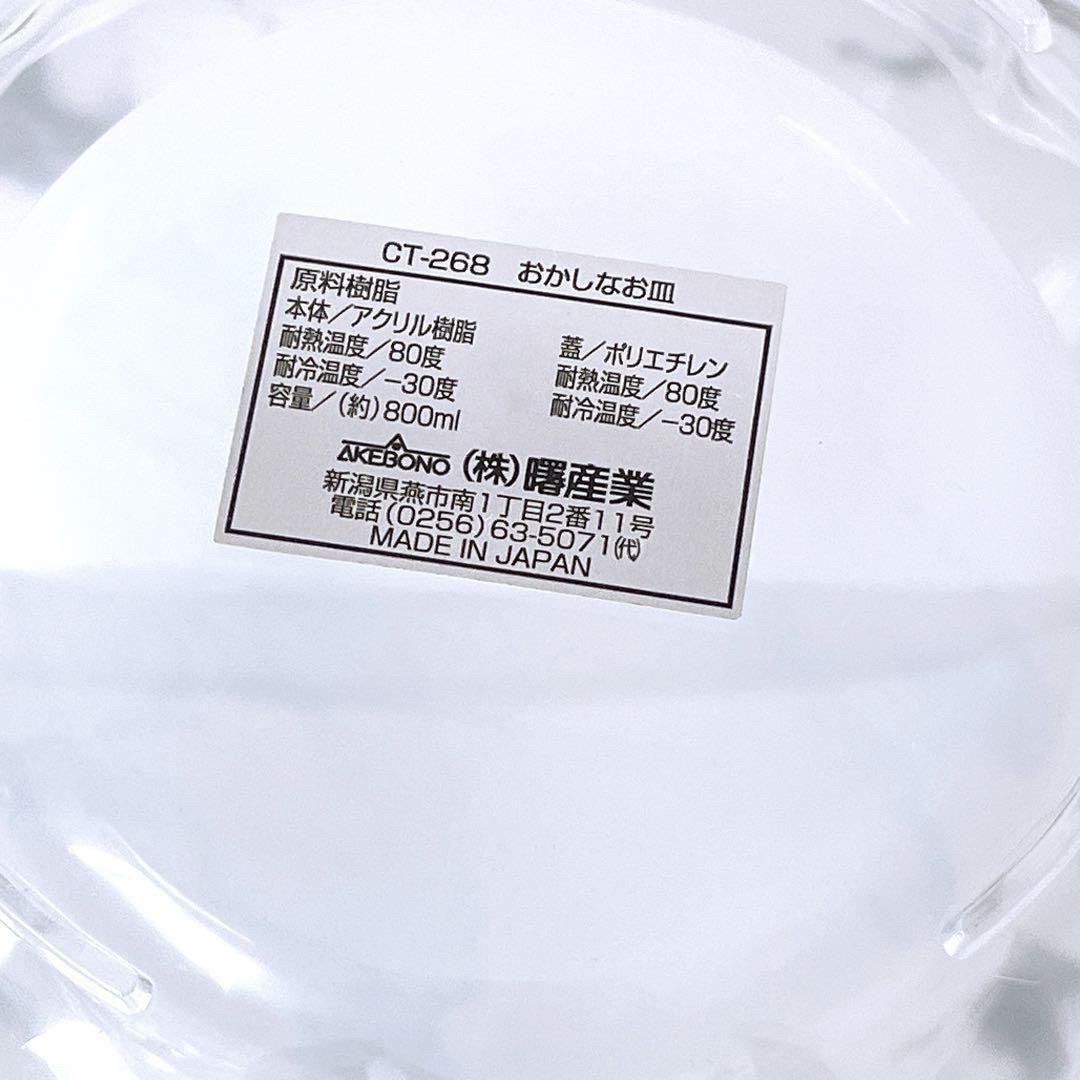 CT-268 おかしなお皿
原料樹脂
本体/アクリル樹脂
耐熱温度/80度
耐冷温度/-30度
容量/(約)800ml
蓋/ポリエチレン
耐熱温度/80度
耐冷温度/-30度
AKEBONO (株)曙産業
新潟県燕市南1丁目2番11号
電話(0256)63-5071㈹
MADE IN JAPAN